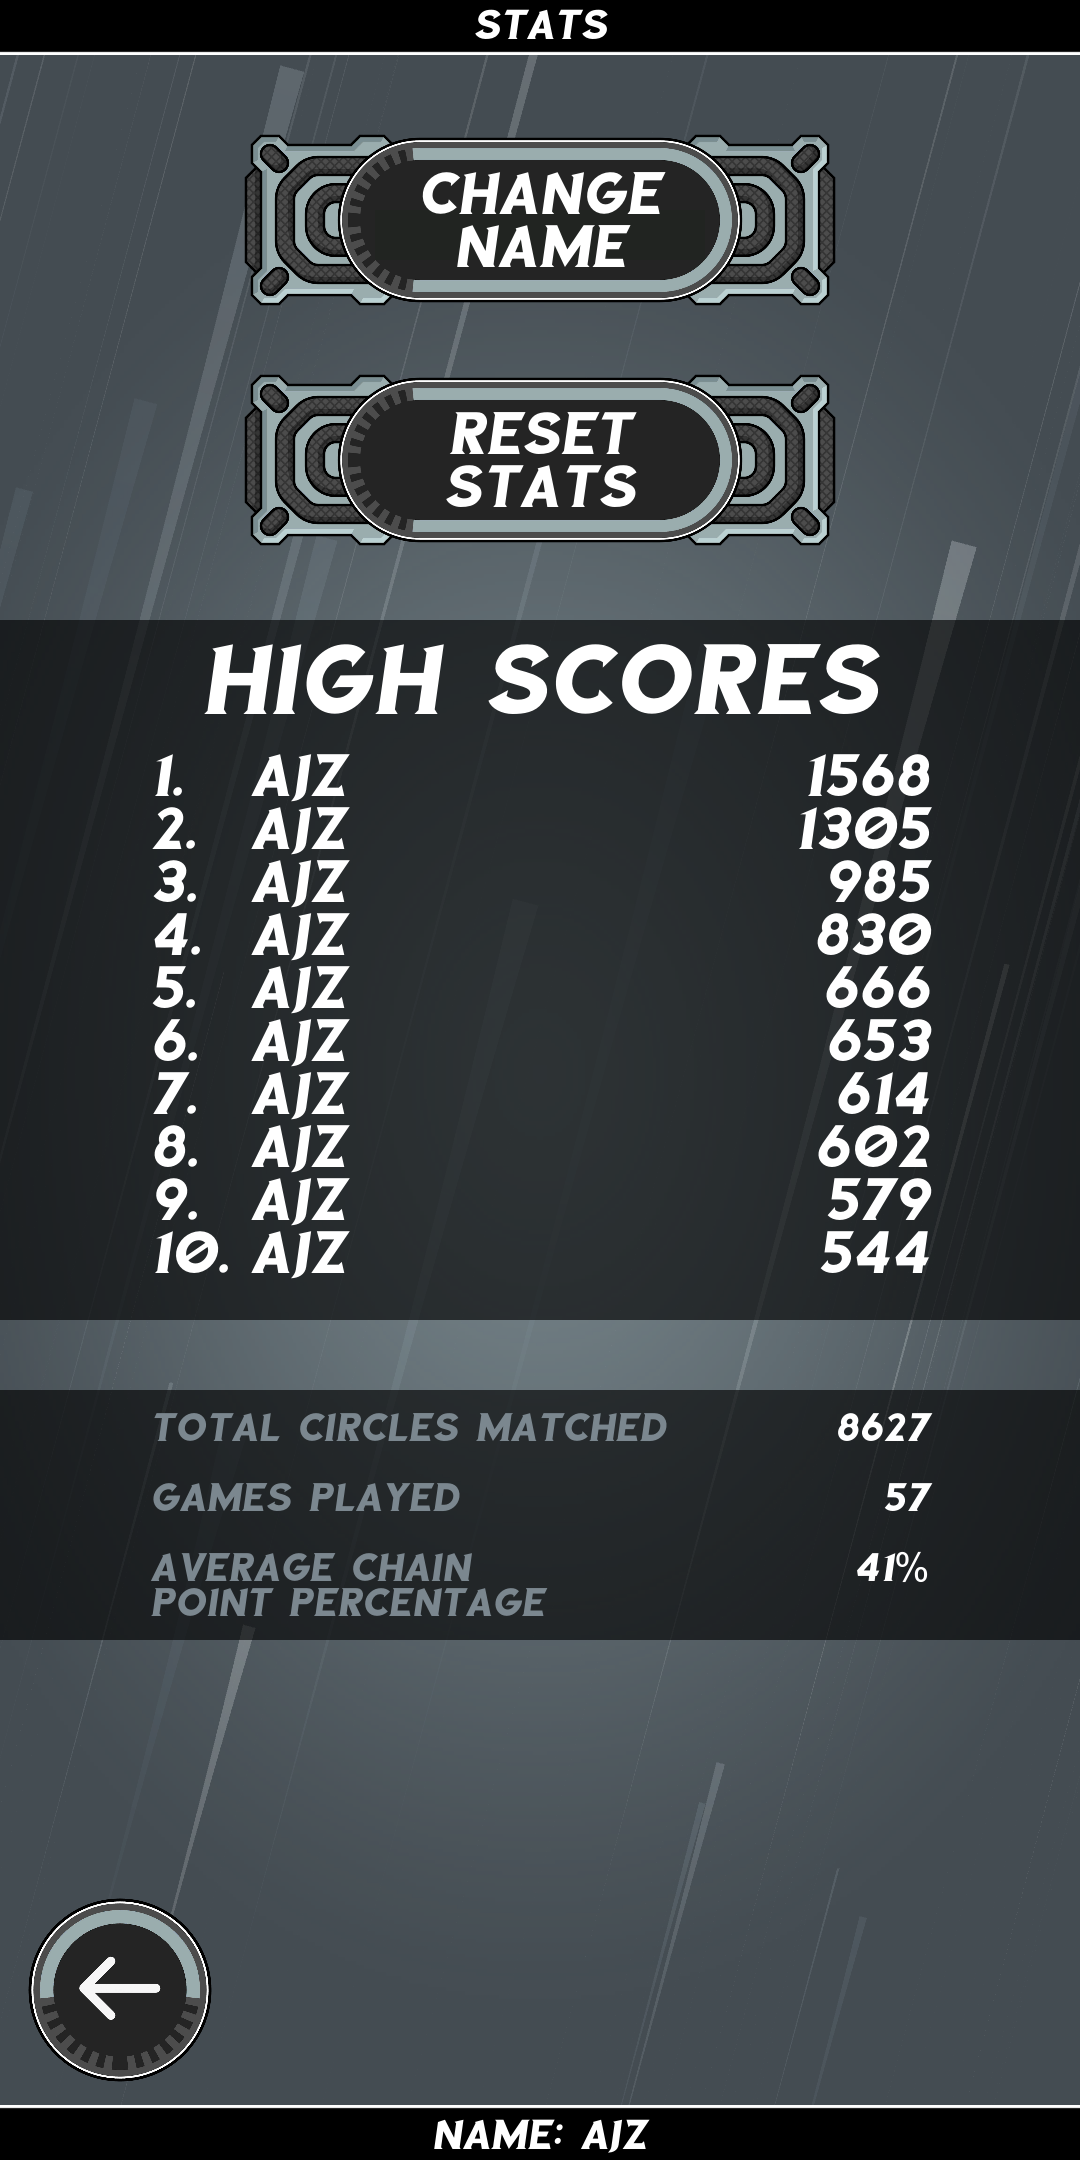 STATS
CHANGE
NAME
RESET
STATS
HIGH SCORES
1. AJZ 1568
2. AJZ 1305
3. AJZ 985
4. AJZ 830
5. AJZ 666
6. AJZ 653
7. AJZ 614
8. AJZ 602
9. AJZ 579
10. AJZ 544
TOTAL CIRCLES MATCHED 8627
GAMES PLAYED 57
AVERAGE CHAIN 41%
POINT PERCENTAGE
NAME: AJZ